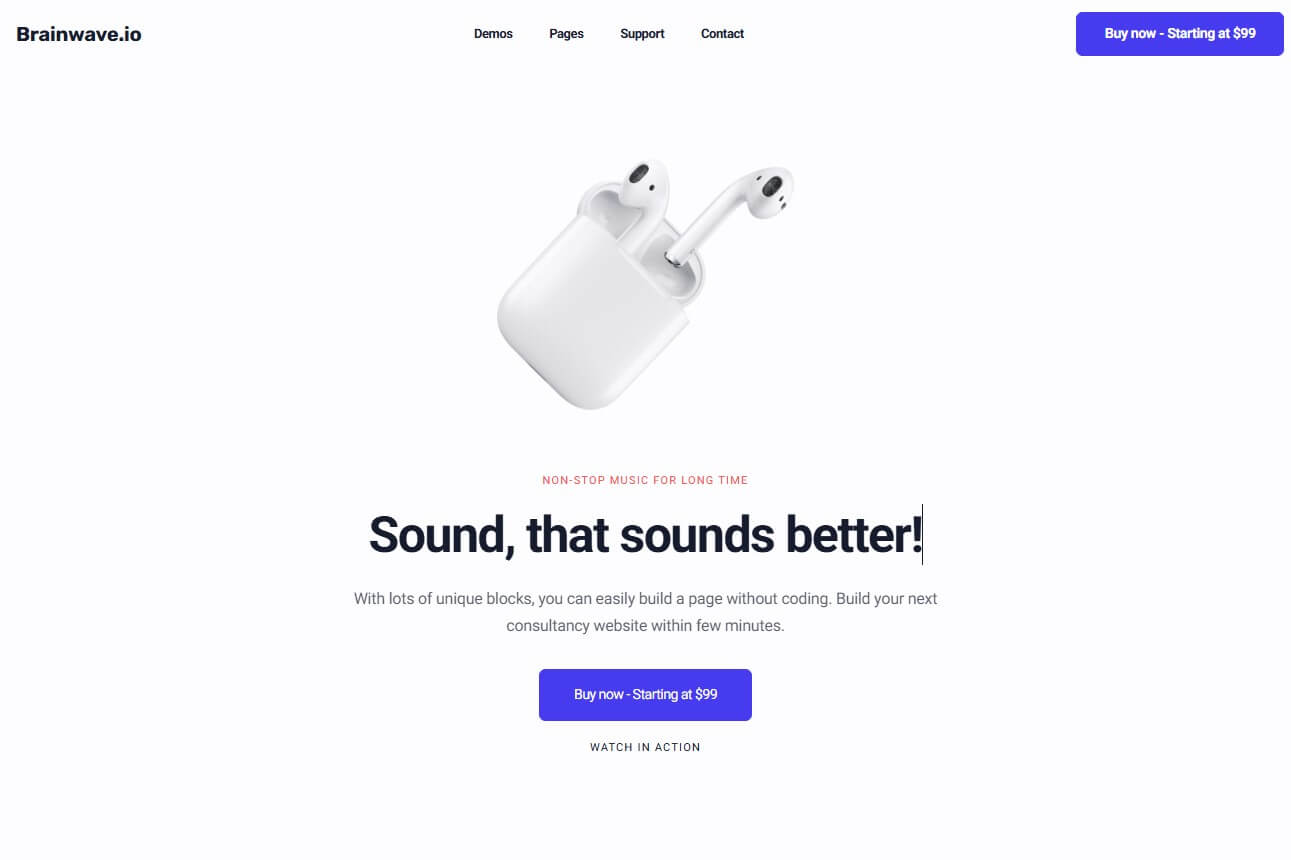 Brainwave.io
Demos
Pages
Support
Contact
Buy now - Starting at $99
NON-STOP MUSIC FOR LONG TIME
Sound, that sounds better!
With lots of unique blocks, you can easily build a page without coding. Build your next
consultancy website within few minutes.
Buy now - Starting at $99
WATCH IN ACTION